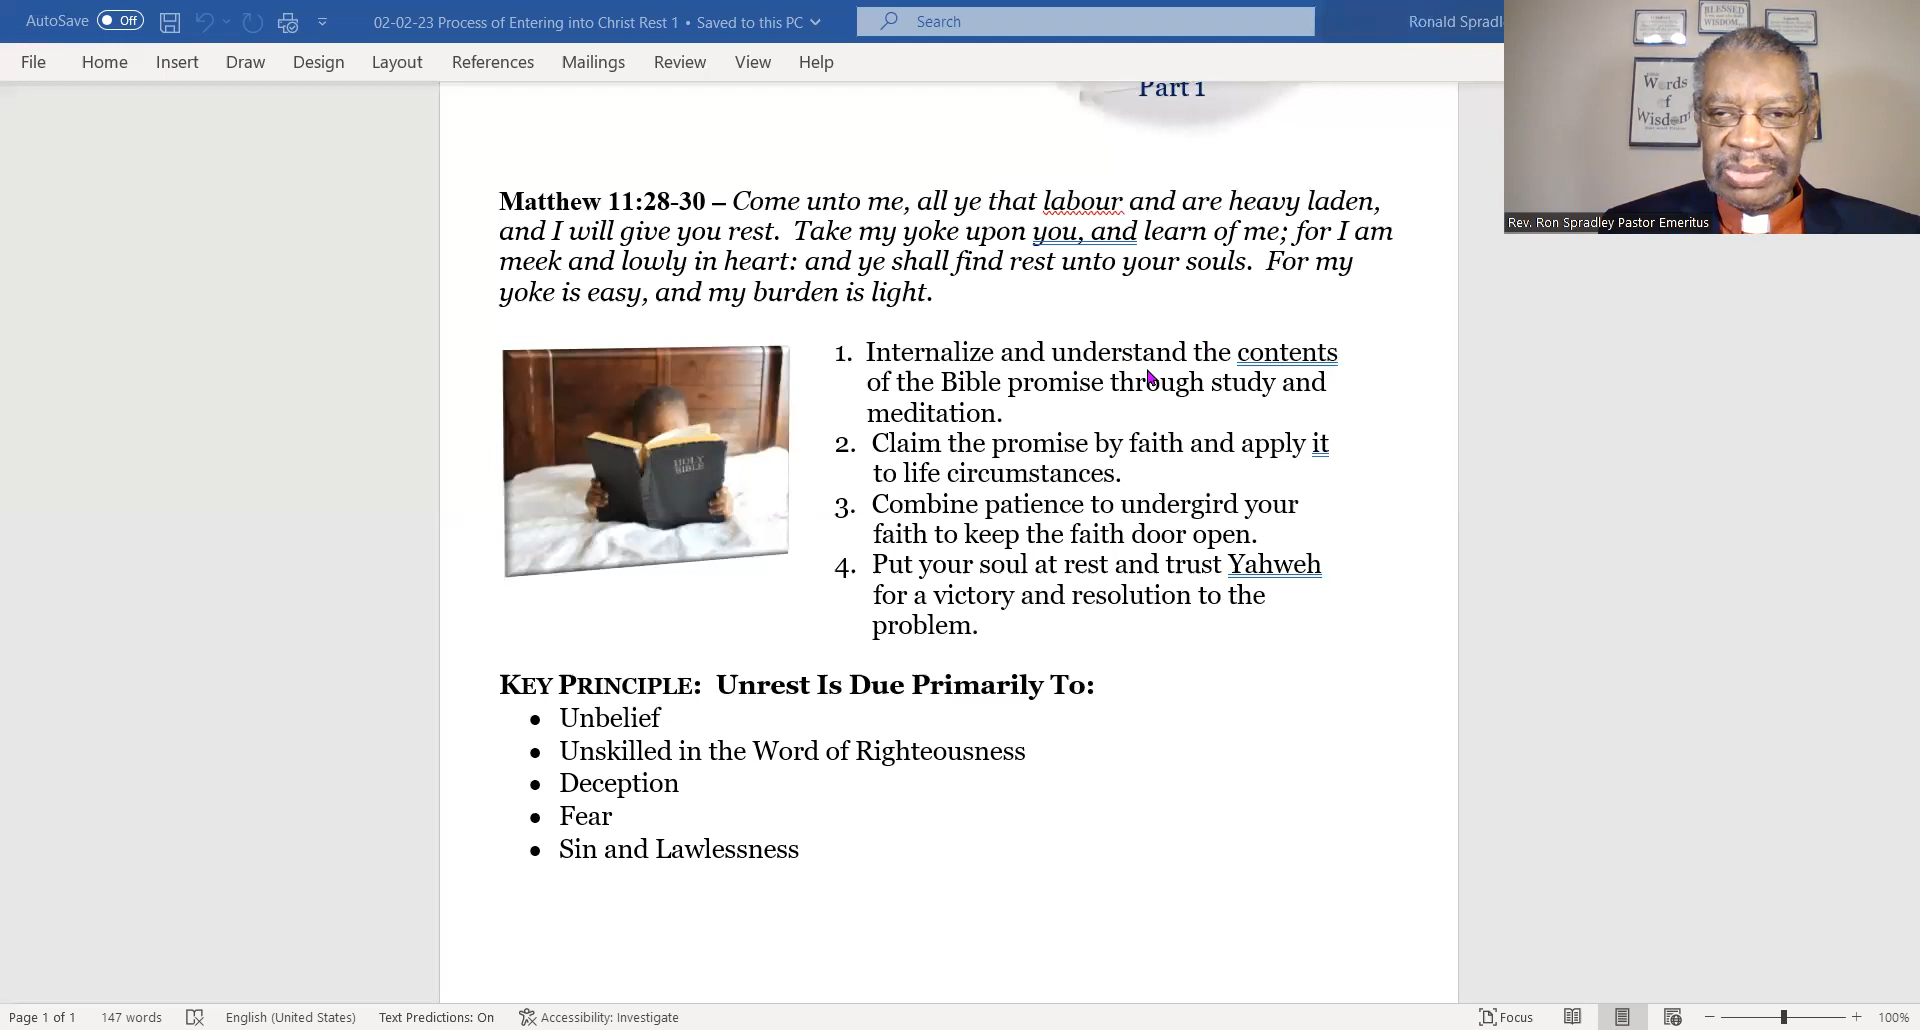 AutoSave Off 02-02-23 Process of Entering into Christ Rest 1 • Saved to this PC Search Ronald Spradle
File Home Insert Draw Design Layout References Mailings Review View Help
BLESSED
WISDOM
Words
of
Wisdom
Rev. Ron Spradley Pastor Emeritus
Part 1
Matthew 11:28-30 – Come unto me, all ye that labour and are heavy laden,
and I will give you rest. Take my yoke upon you, and learn of me; for I am
meek and lowly in heart: and ye shall find rest unto your souls. For my
yoke is easy, and my burden is light.
HOLY
BIBLE
1. Internalize and understand the contents
of the Bible promise through study and
meditation.
2. Claim the promise by faith and apply it
to life circumstances.
3. Combine patience to undergird your
faith to keep the faith door open.
4. Put your soul at rest and trust Yahweh
for a victory and resolution to the
problem.
KEY PRINCIPLE: Unrest Is Due Primarily To:
• Unbelief
• Unskilled in the Word of Righteousness
• Deception
• Fear
• Sin and Lawlessness
Page 1 of 1 147 words English (United States) Text Predictions: On Accessibility: Investigate Focus 100%